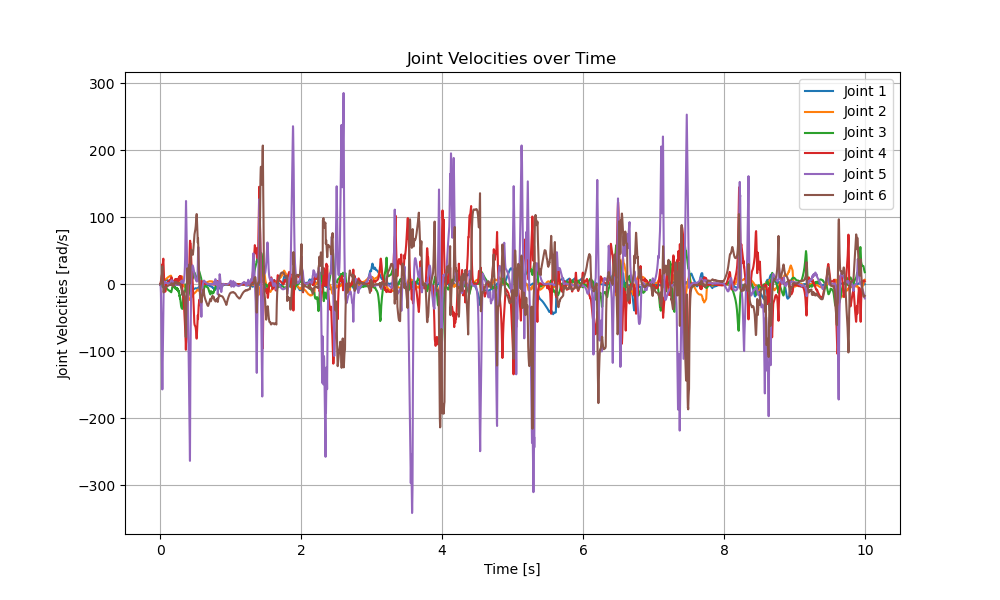 Joint Velocities over Time
Joint Velocities [rad/s]
300
200
100
0
−100
−200
−300
0 2 4 6 8 10
Time [s]
Joint 1
Joint 2
Joint 3
Joint 4
Joint 5
Joint 6